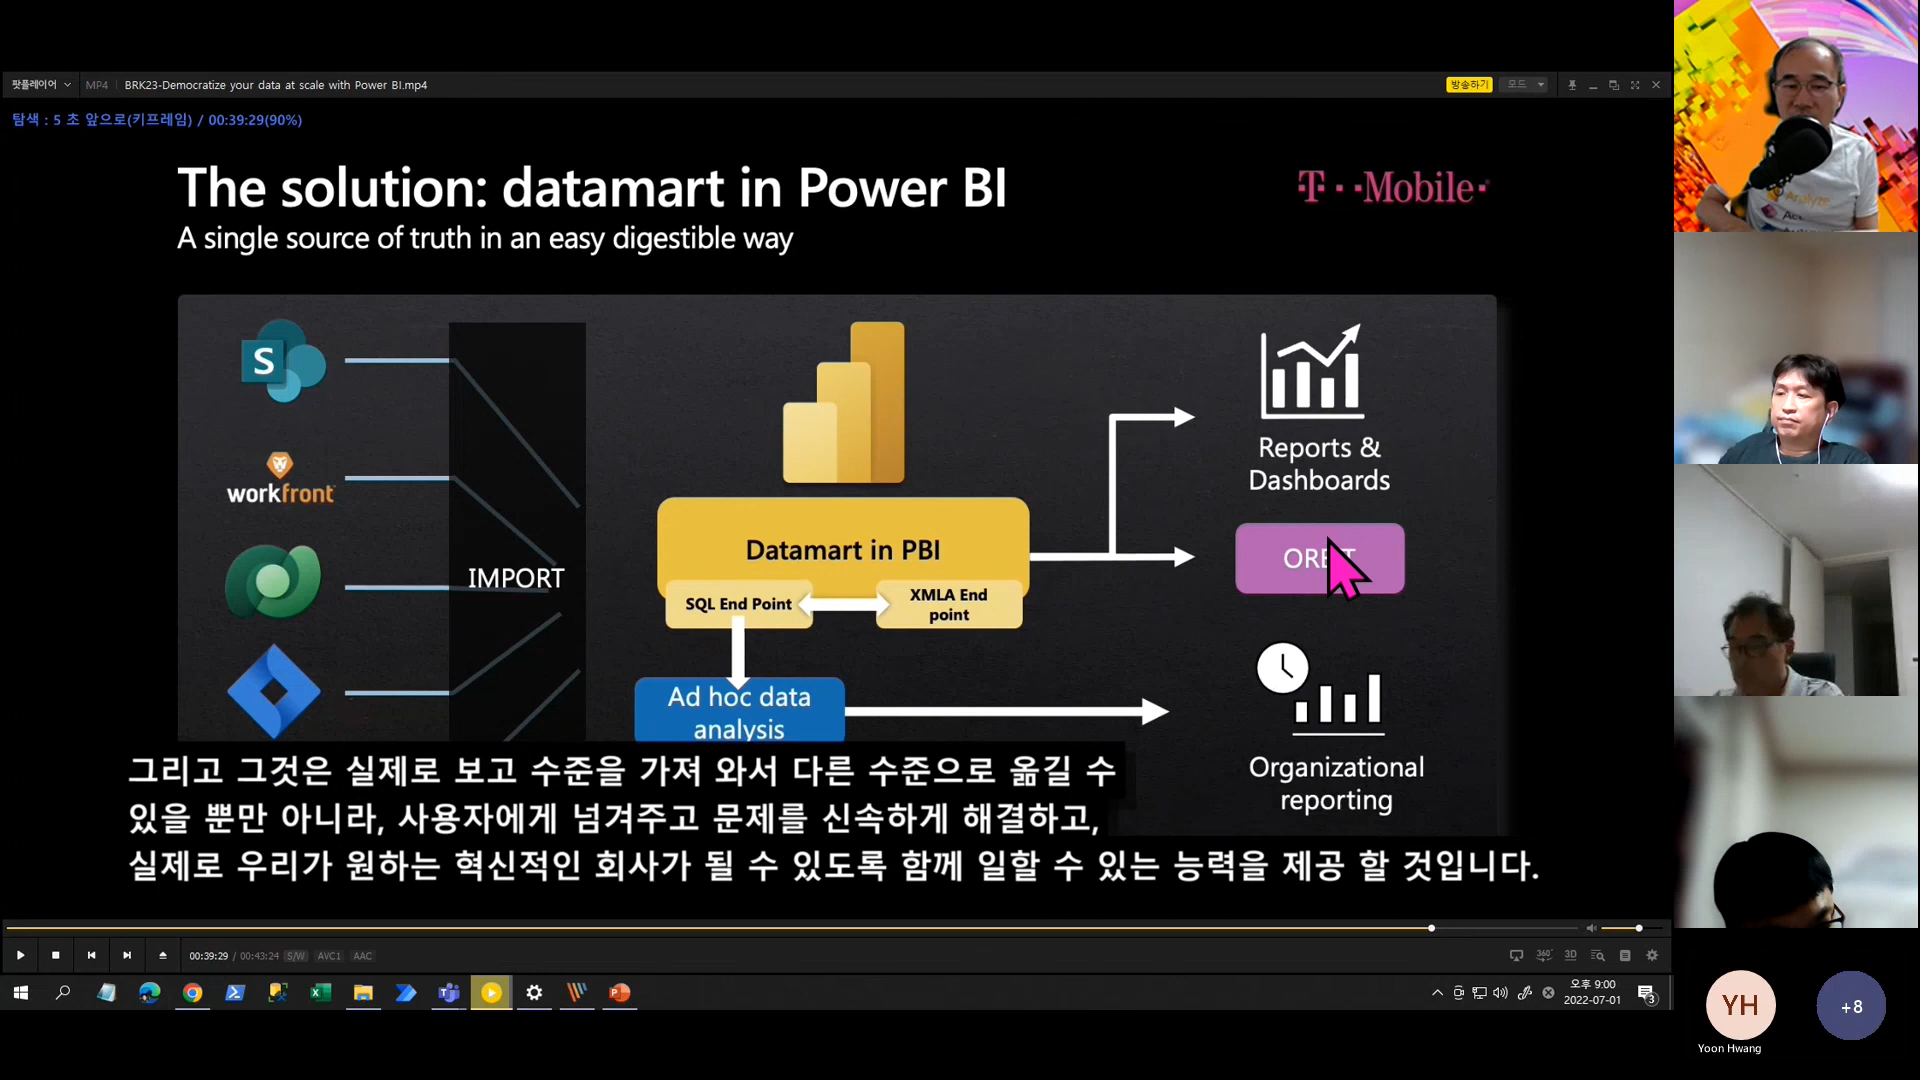 팟플레이어
MP4
BRK23-Democratize your data at scale with Power BI.mp4
방송하기
모드
탐색 : 5 초 앞으로(키프레임) / 00:39:29(90%)
The solution: datamart in Power BI
T··Mobile·
A single source of truth in an easy digestible way
S
workfront
IMPORT
Datamart in PBI
SQL End Point
XMLA End
point
Ad hoc data
analysis
Reports &
Dashboards
Organizational
reporting
그리고 그것은 실제로 보고 수준을 가져 와서 다른 수준으로 옮길 수
있을 뿐만 아니라, 사용자에게 넘겨주고 문제를 신속하게 해결하고,
실제로 우리가 원하는 혁신적인 회사가 될 수 있도록 함께 일할 수 있는 능력을 제공 할 것입니다.
00:39:29 / 00:43:24 S/W AVC1 AAC
360°
3D
오후 9:00
2022-07-01
3
Analyze
YH
Yoon Hwang
+8